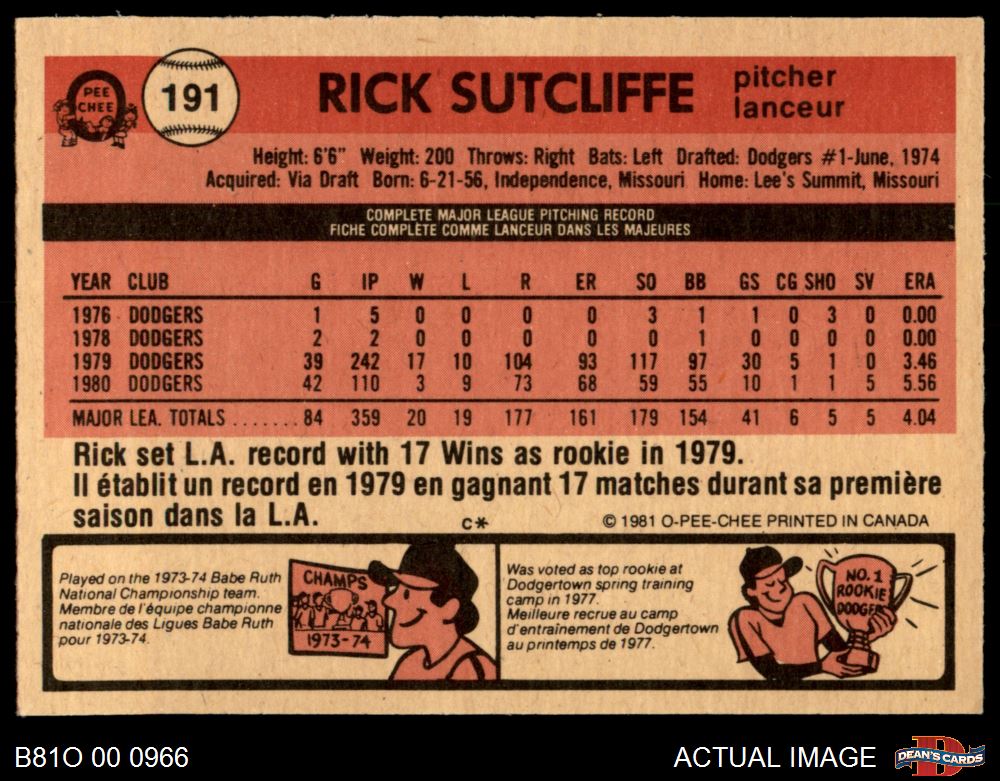 PEE
CHEE
191
RICK SUTCLIFFE
pitcher
lanceur
Height: 6'6" Weight: 200 Throws: Right Bats: Left Drafted: Dodgers #1-June, 1974
Acquired: Via Draft Born: 6-21-56, Independence, Missouri Home: Lee's Summit, Missouri
COMPLETE MAJOR LEAGUE PITCHING RECORD
FICHE COMPLÈTE COMME LANCEUR DANS LES MAJEURES
YEAR CLUB G IP W L R ER SO BB GS CG SHO SV ERA
1976 DODGERS 1 5 0 0 0 0 3 1 1 0 3 0 0.00
1978 DODGERS 2 2 0 0 0 0 0 1 0 0 0 0 0.00
1979 DODGERS 39 242 17 10 104 93 117 97 30 5 1 0 3.46
1980 DODGERS 42 110 3 9 73 68 59 55 10 1 1 5 5.56
MAJOR LEA. TOTALS ....... 84 359 20 19 177 161 179 154 41 6 5 5 4.04
Rick set L.A. record with 17 Wins as rookie in 1979.
Il établit un record en 1979 en gagnant 17 matches durant sa première
saison dans la L.A.
C* © 1981 O-PEE-CHEE PRINTED IN CANADA
Played on the 1973-74 Babe Ruth
National Championship team.
Membre de l'équipe championne
nationale des Ligues Babe Ruth
pour 1973-74.
CHAMPS
1973-74
Was voted as top rookie at
Dodgertown spring training
camp in 1977.
Meilleure recrue au camp
d'entraînement de Dodgertown
au printemps de 1977.
NO. 1
ROOKIE
DODGER
B81O 00 0966
ACTUAL IMAGE
DEAN'S CARDS